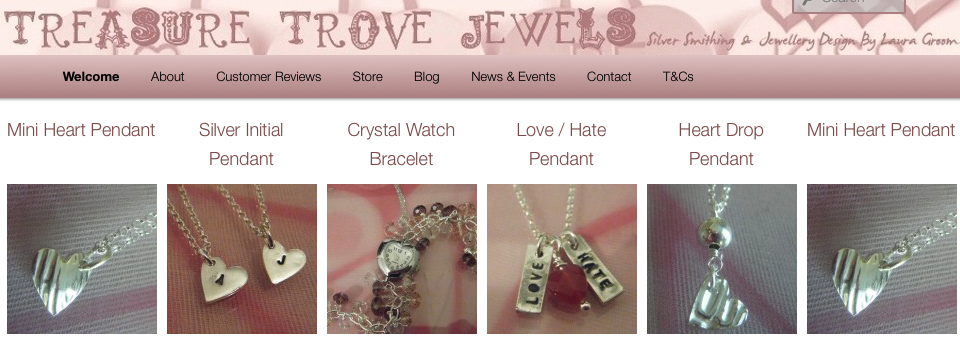 TREASURE TROVE JEWELS
Silver Smithing & Jewellery Design By Laura Groom
Search
Welcome About Customer Reviews Store Blog News & Events Contact T&Cs
Mini Heart Pendant
Silver Initial
Pendant
Crystal Watch
Bracelet
Love / Hate
Pendant
Heart Drop
Pendant
Mini Heart Pendant
LOVE
HATE